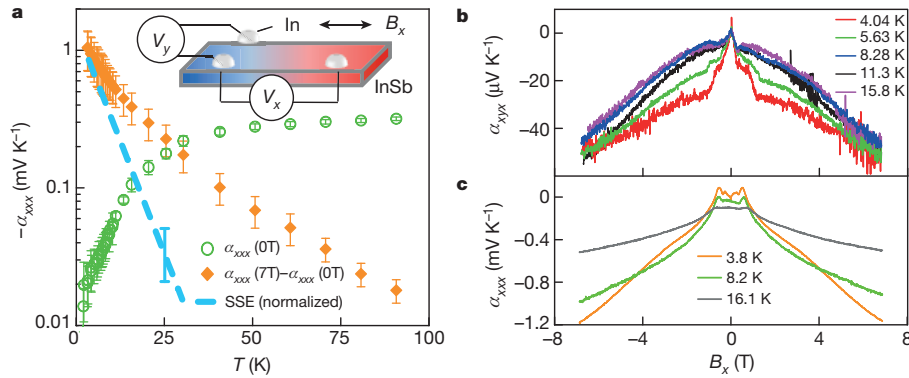 a
−α_xxx (mV K⁻¹)
1
0.1
0.01
0 25 50 75 100
T (K)
In
B_x
V_y
InSb
V_x
α_xxx (0T)
α_xxx (7T)−α_xxx (0T)
SSE (normalized)
b
α_xyx (μV K⁻¹)
0
−20
−40
4.04 K
5.63 K
8.28 K
11.3 K
15.8 K
c
α_xxx (mV K⁻¹)
0
−0.4
−0.8
−1.2
3.8 K
8.2 K
16.1 K
−8 −4 0 4 8
B_x (T)